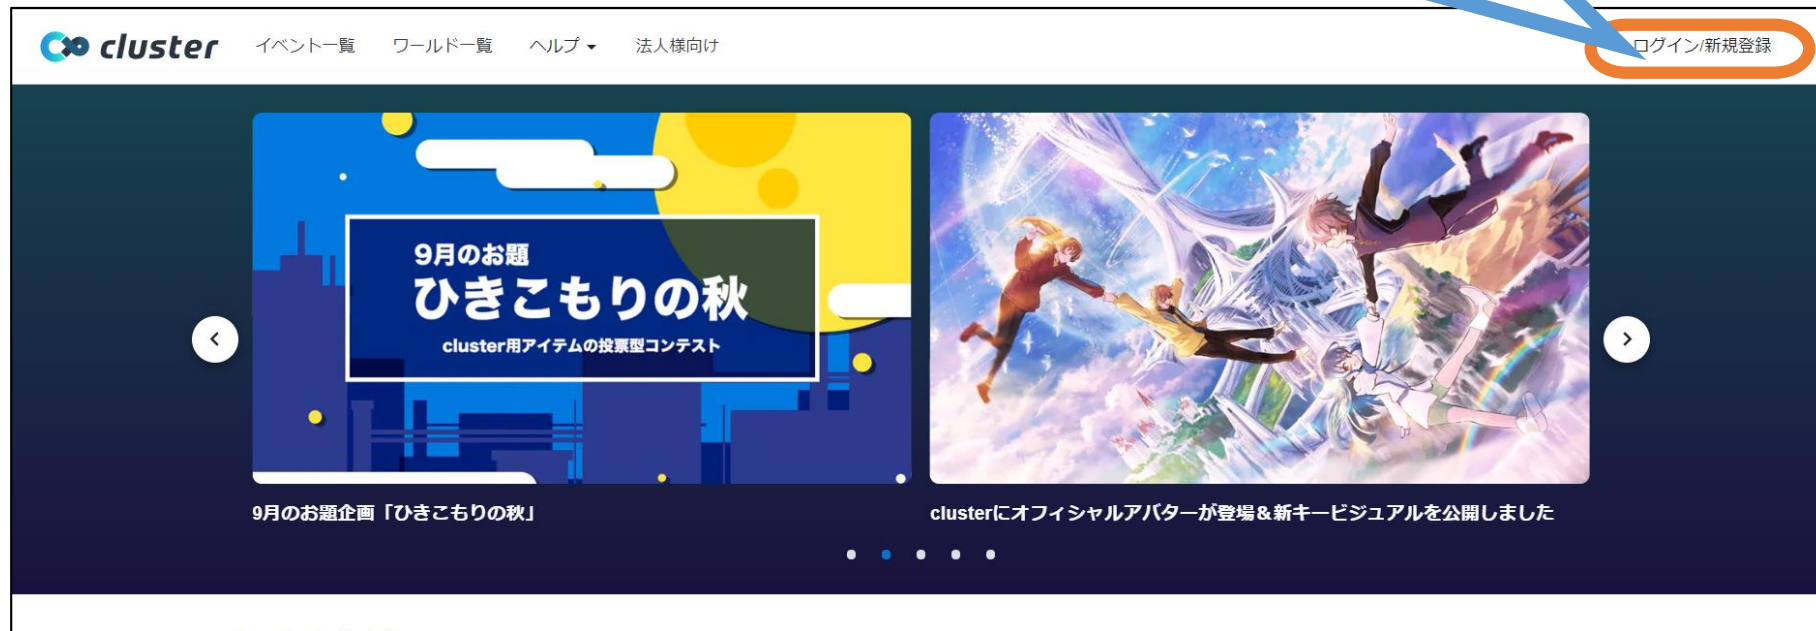 cluster
イベント一覧
ワールド一覧
ヘルプ
法人様向け
ログイン/新規登録
9月のお題
ひきこもりの秋
cluster用アイテムの投票型コンテスト
9月のお題企画「ひきこもりの秋」
clusterにオフィシャルアバターが登場＆新キービジュアルを公開しました